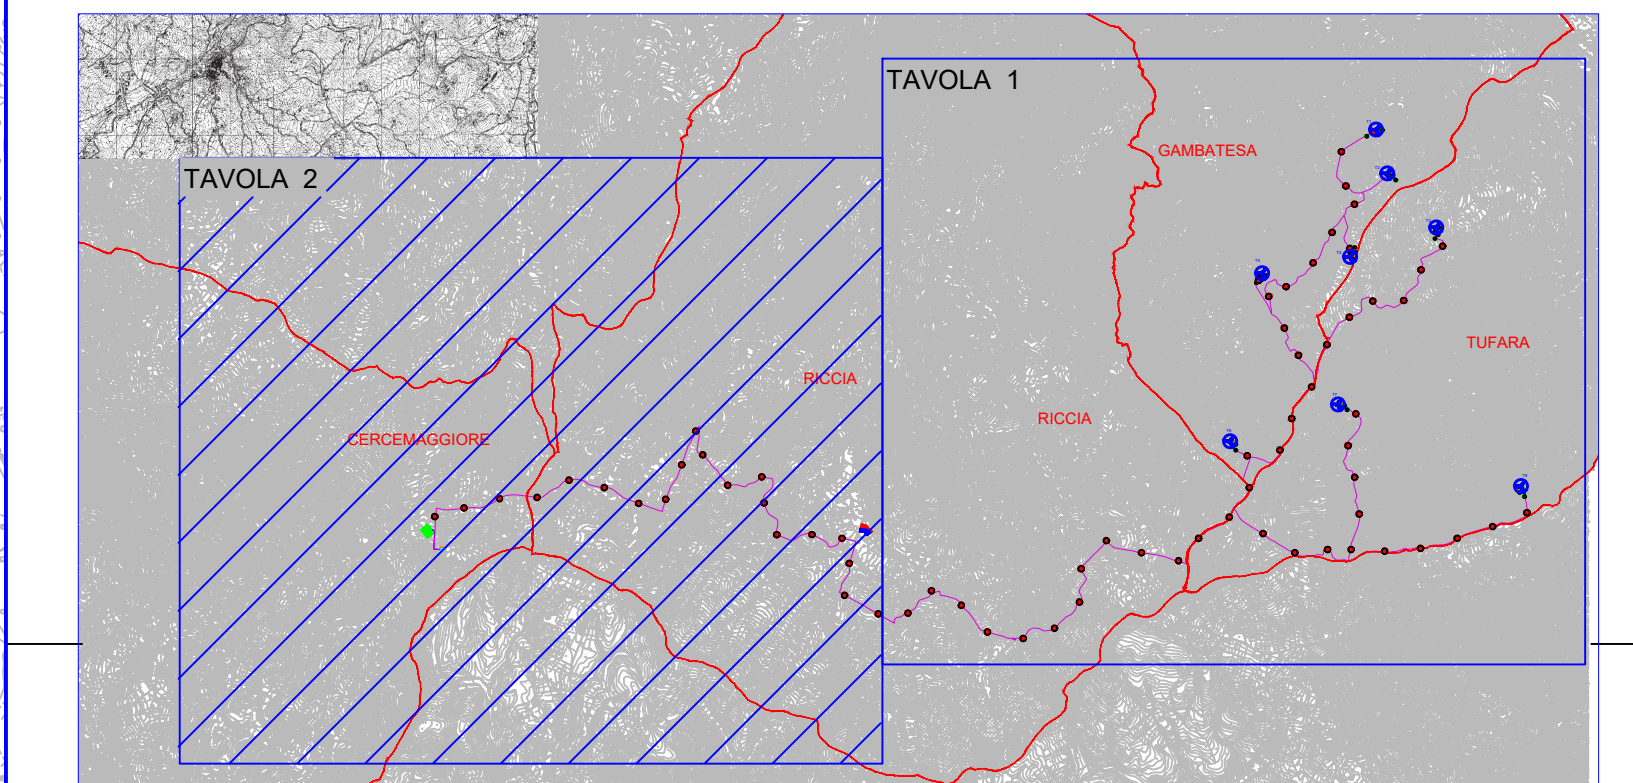 TAVOLA 1
GAMBATESA
TAVOLA 2
TUFARA
RICCIA
RICCIA
CERCEMAGGIORE